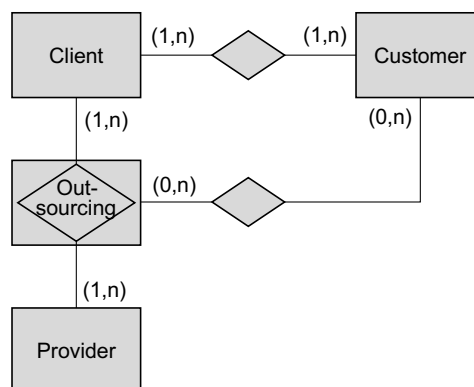 (1,n) (1,n)
Client Customer
(1,n) (0,n)
Out-
sourcing
(0,n)
(1,n)
Provider